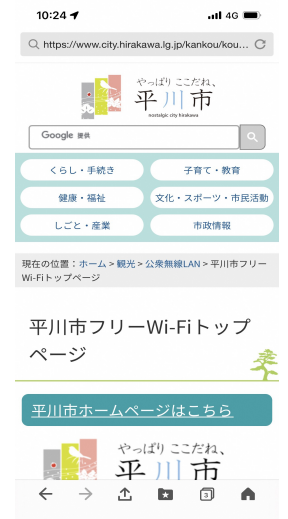 10:24 4G
https://www.city.hirakawa.lg.jp/kankou/kou...
やっぱり ここだね、
平川市
nostalgic city hirakawa
Google 提供
くらし・手続き 子育て・教育
健康・福祉 文化・スポーツ・市民活動
しごと・産業 市政情報
現在の位置：ホーム > 観光 > 公衆無線LAN > 平川市フリー
Wi-Fiトップページ
平川市フリーWi-Fiトップ
ページ
平川市ホームページはこちら
やっぱり ここだね、
平川市
3